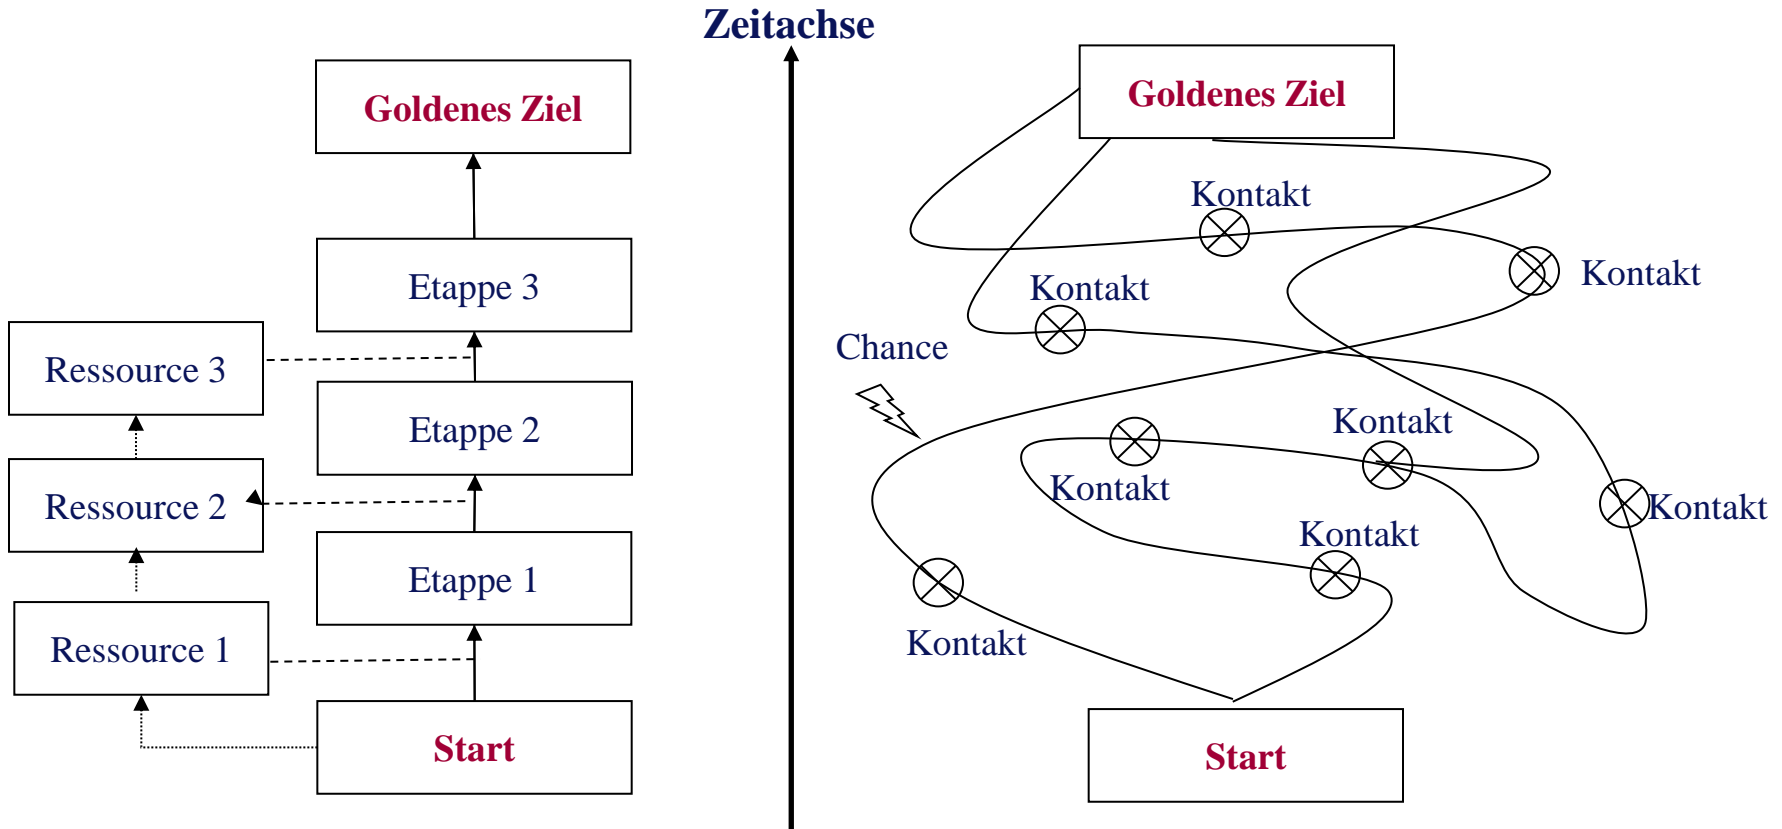 Zeitachse
Goldenes Ziel
Etappe 3
Ressource 3
Etappe 2
Ressource 2
Etappe 1
Ressource 1
Start
Goldenes Ziel
Kontakt
Kontakt
Kontakt
Chance
Kontakt
Kontakt
Kontakt
Kontakt
Kontakt
Start